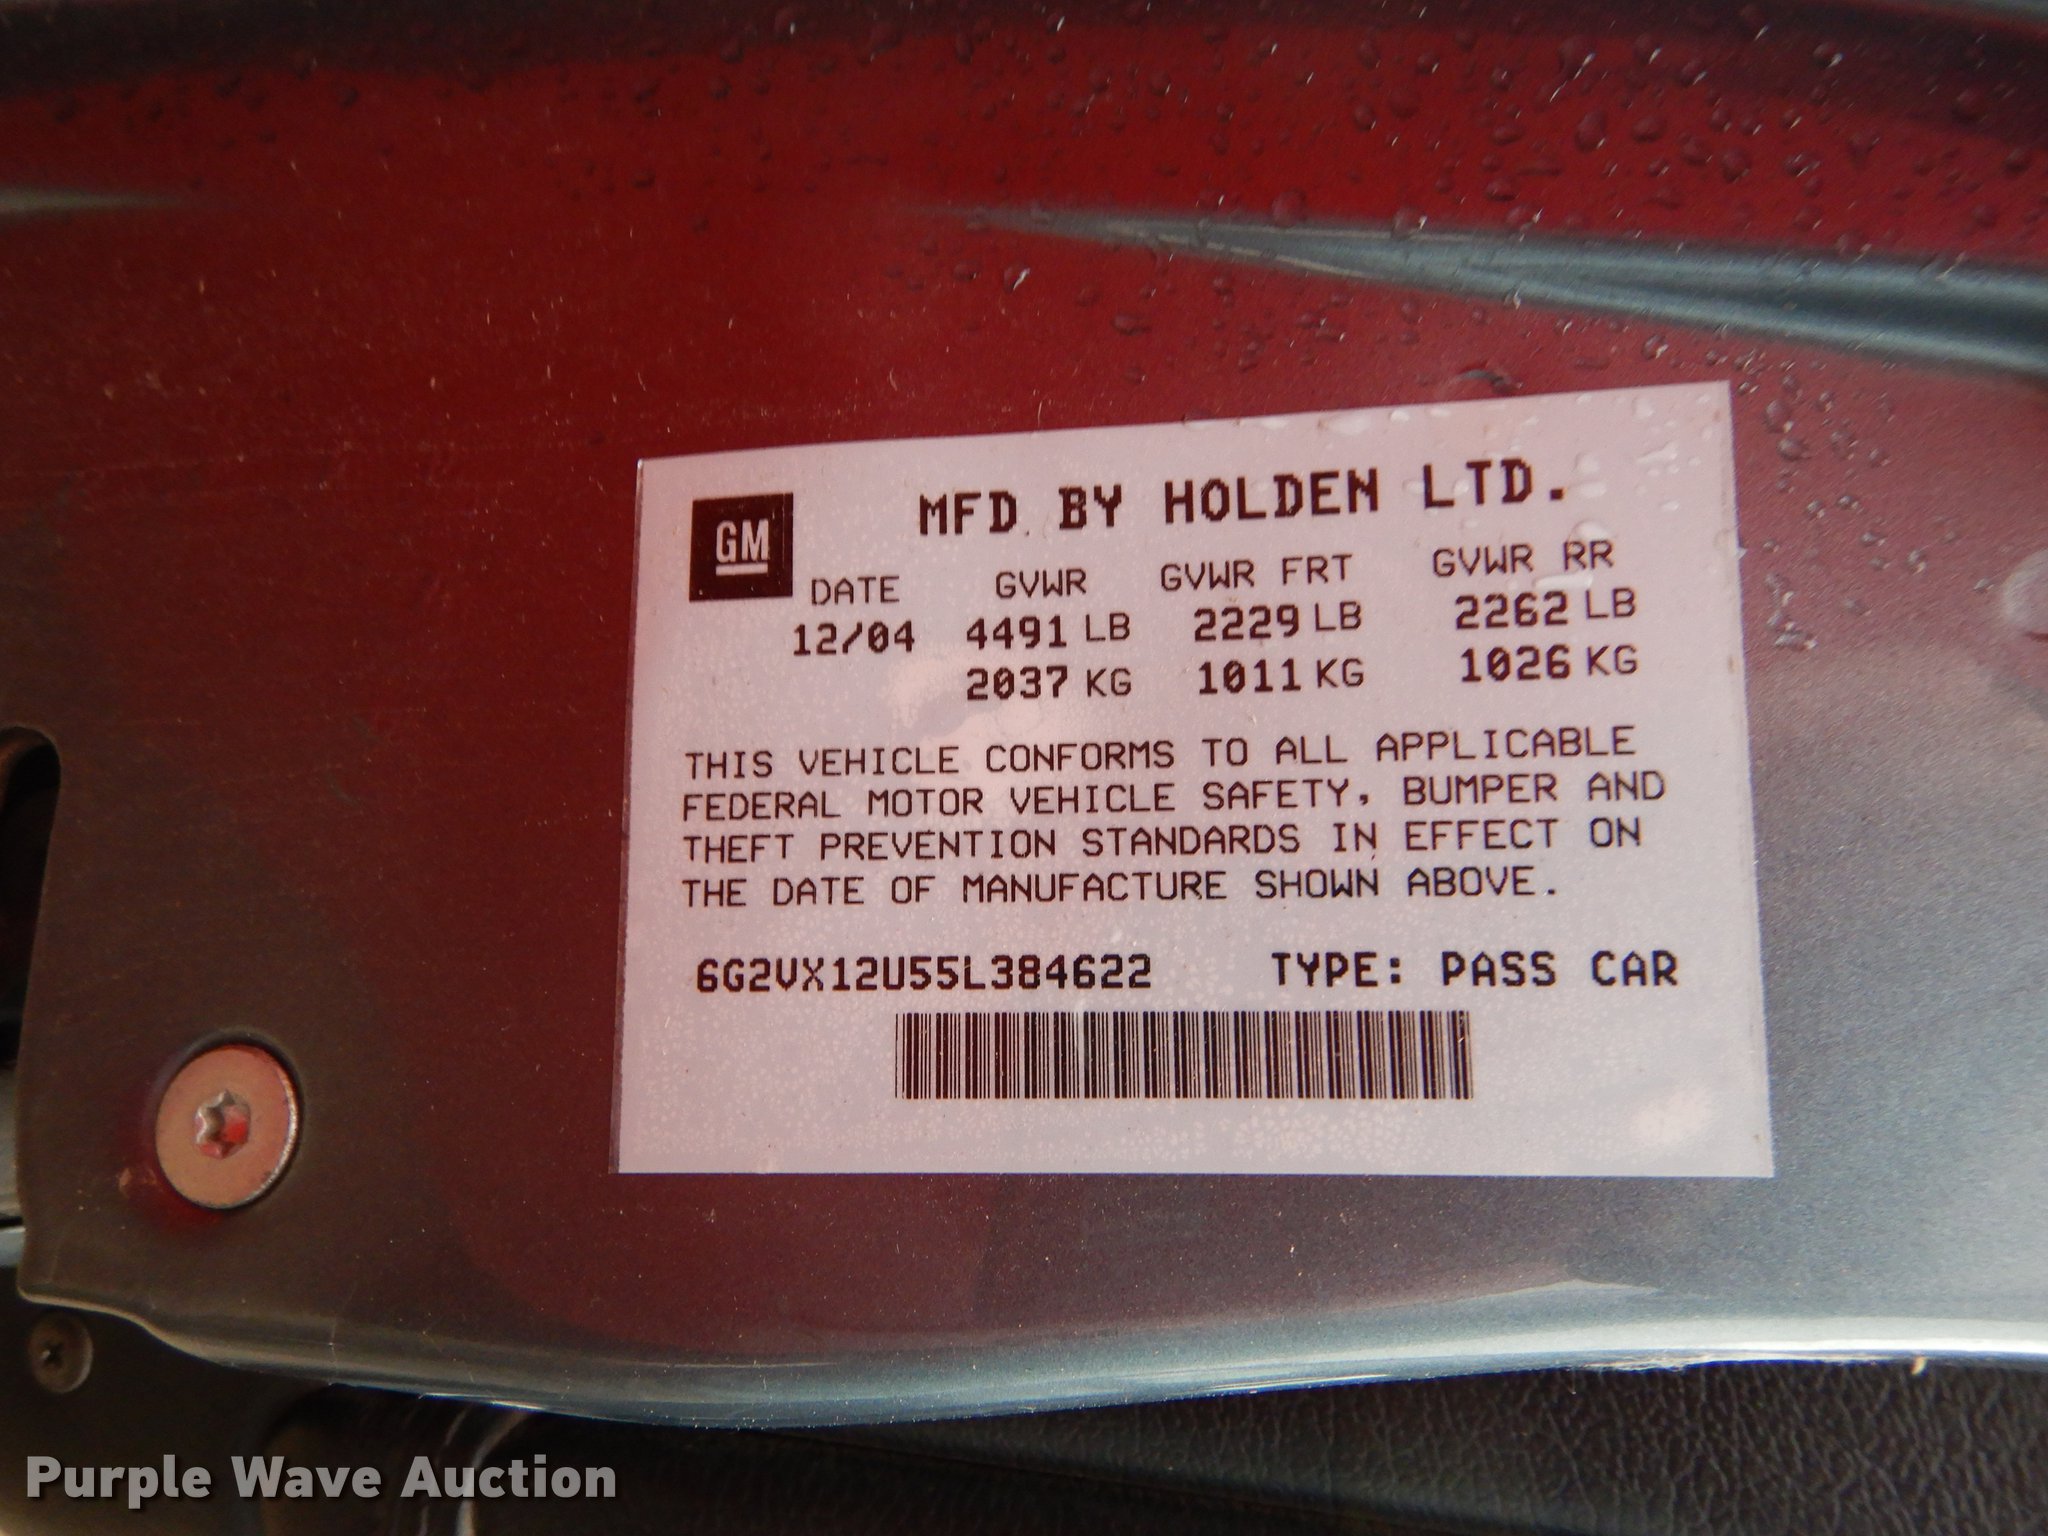 GM
MFD BY HOLDEN LTD.
DATE GVWR GVWR FRT GVWR RR
12/04 4491 LB 2229 LB 2262 LB
2037 KG 1011 KG 1026 KG
THIS VEHICLE CONFORMS TO ALL APPLICABLE
FEDERAL MOTOR VEHICLE SAFETY, BUMPER AND
THEFT PREVENTION STANDARDS IN EFFECT ON
THE DATE OF MANUFACTURE SHOWN ABOVE.
6G2VX12U55L384622 TYPE: PASS CAR
Purple Wave Auction